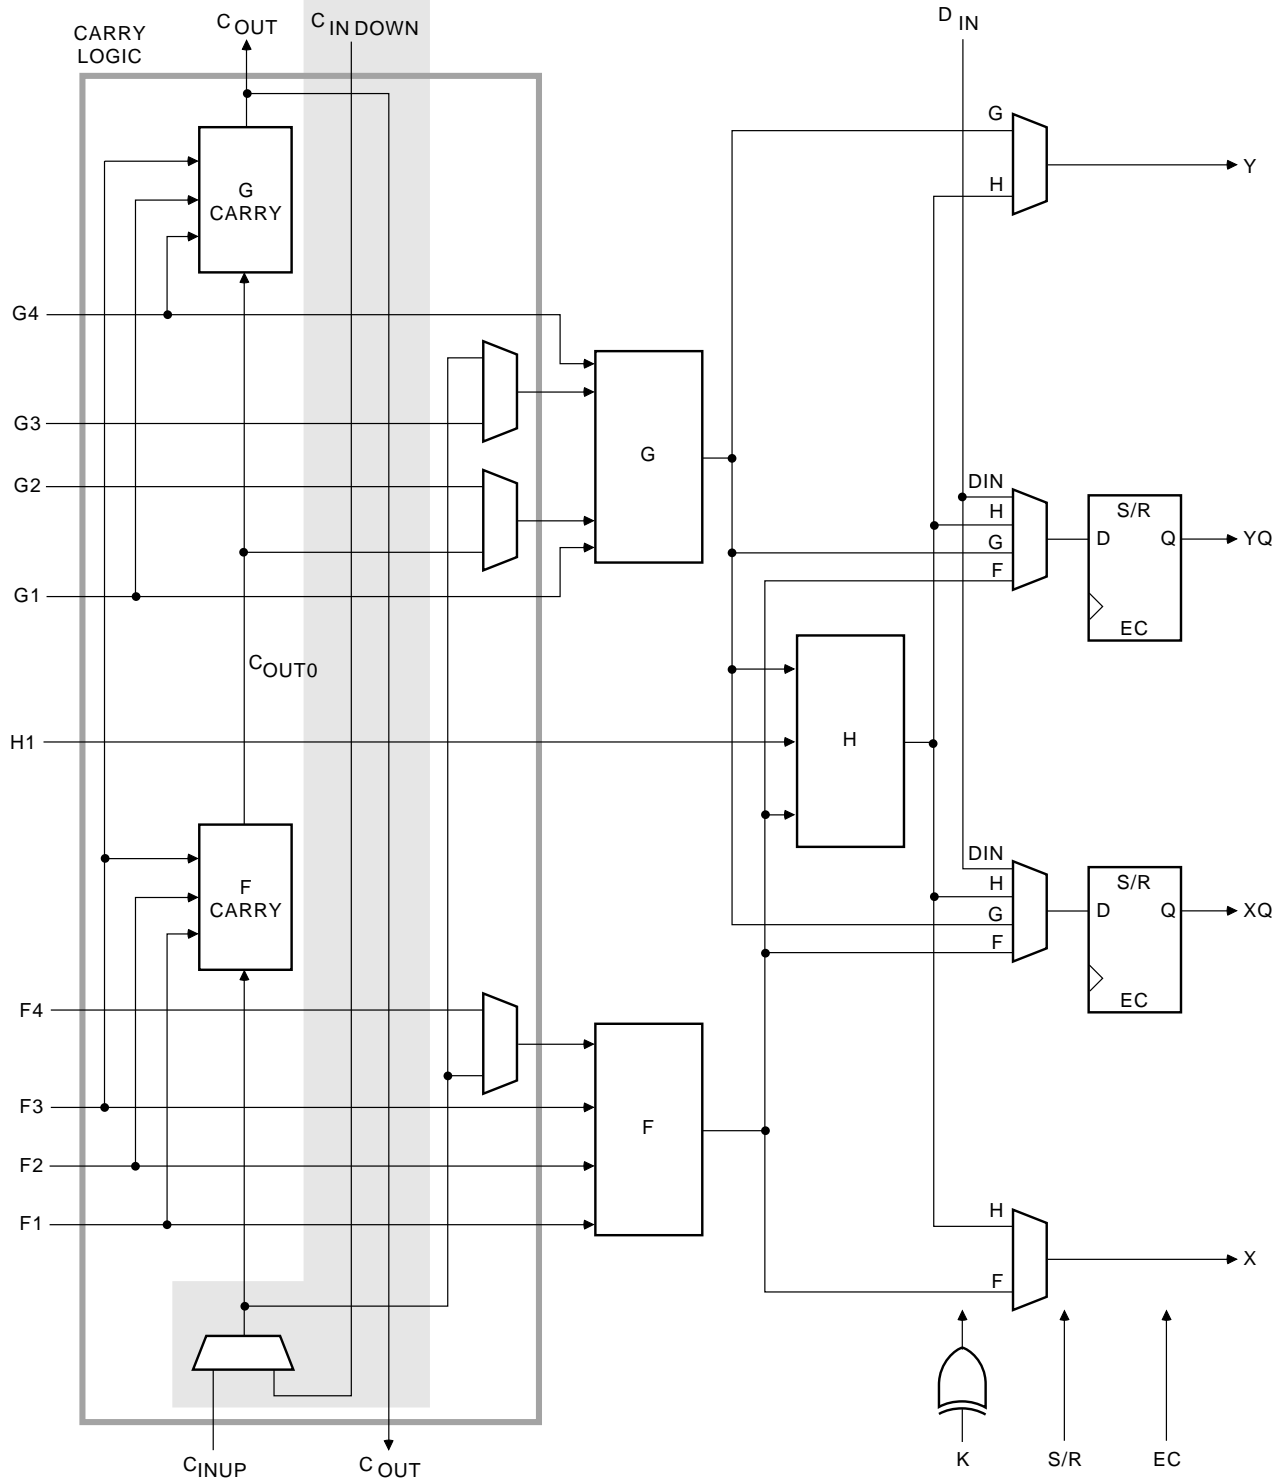 CARRY
LOGIC
C OUT
C IN DOWN
D IN
G
CARRY
G
H
Y
G4
G3
G2
G1
G
DIN
H
G
F
S/R
D
Q
EC
YQ
C OUT0
H1
H
F
CARRY
DIN
H
G
F
S/R
D
Q
EC
XQ
F4
F3
F2
F1
F
H
F
X
C INUP
C OUT
K
S/R
EC